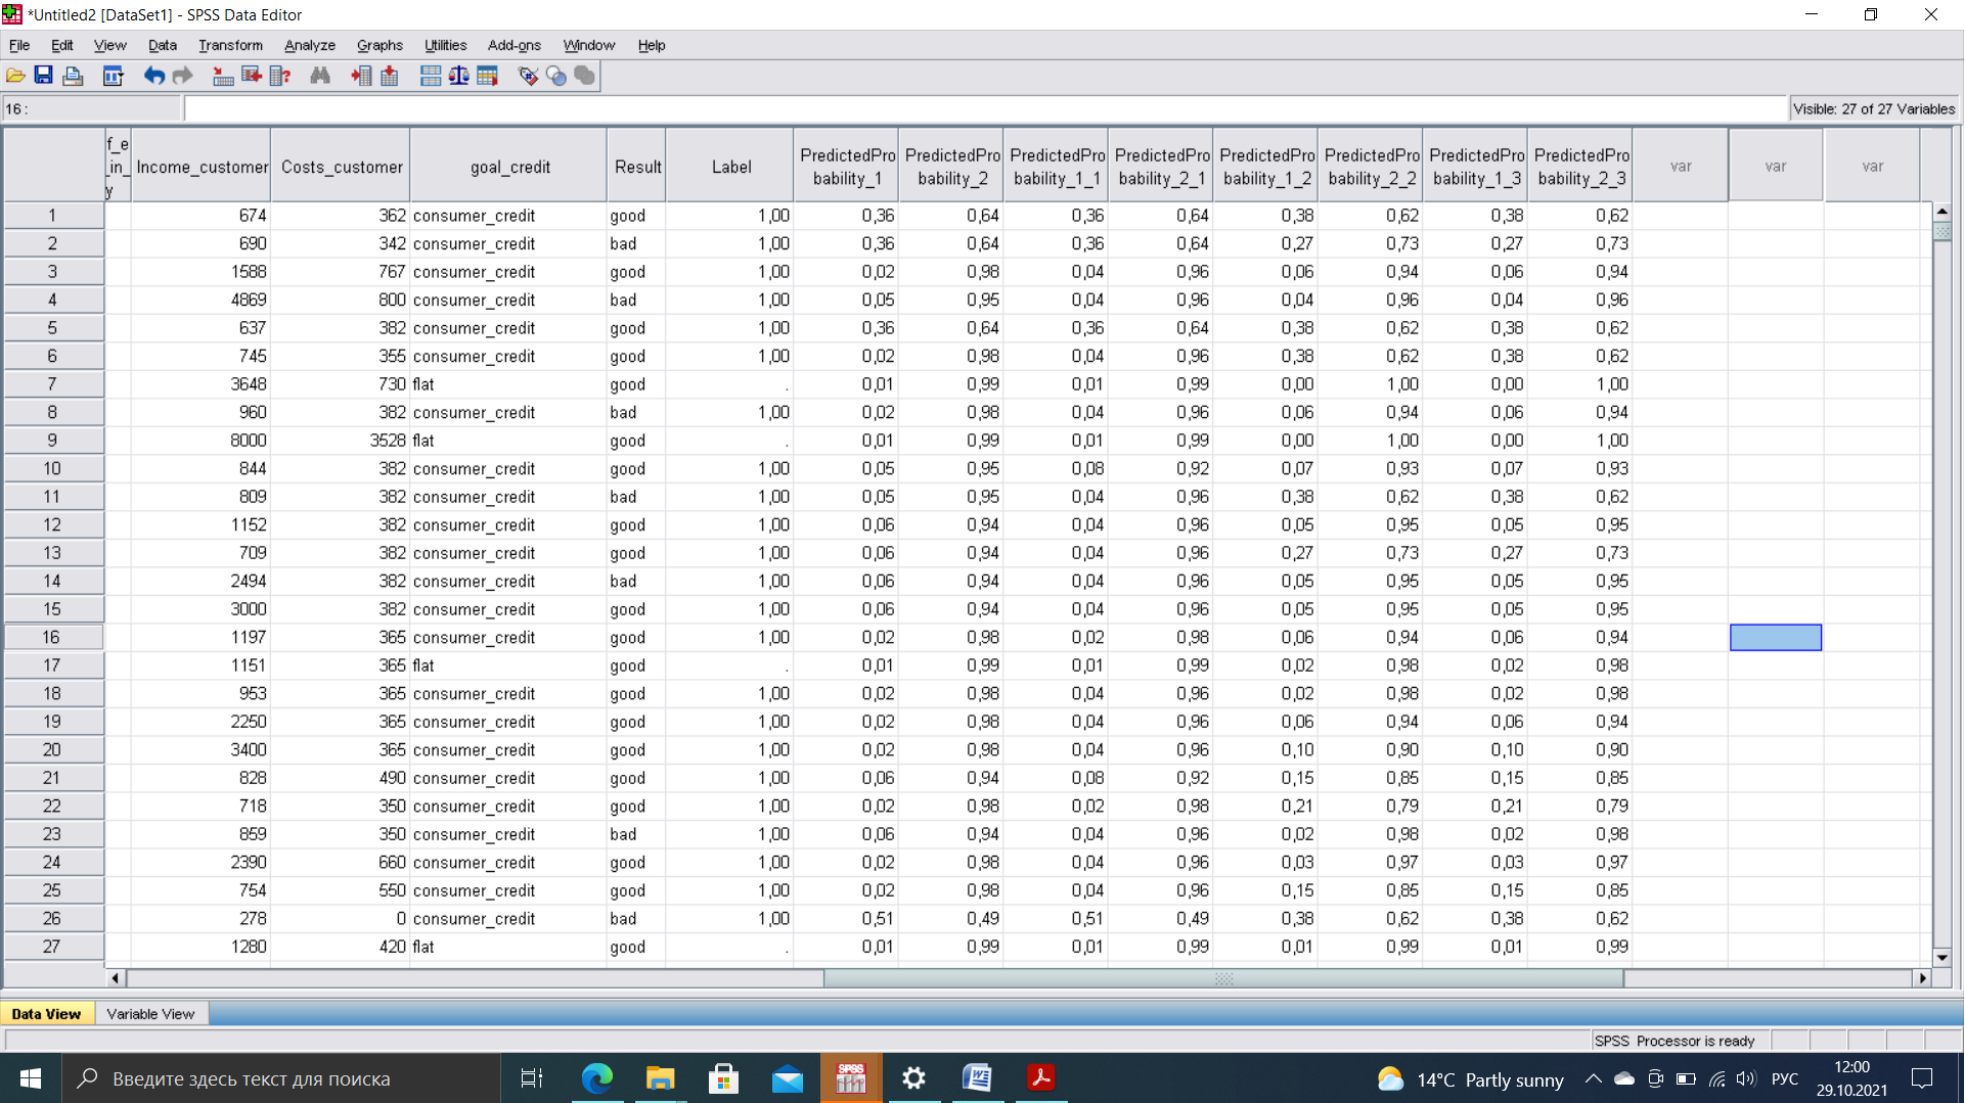 *Untitled2 [DataSet1] - SPSS Data Editor
File Edit View Data Transform Analyze Graphs Utilities Add-ons Window Help
16 :
Visible: 27 of 27 Variables
f_e_in_y Income_customer Costs_customer goal_credit Result Label PredictedProbability_1 PredictedProbability_2 PredictedProbability_1_1 PredictedProbability_2_1 PredictedProbability_1_2 PredictedProbability_2_2 PredictedProbability_1_3 PredictedProbability_2_3 var var var
1 674 362 consumer_credit good 1,00 0,36 0,64 0,36 0,64 0,38 0,62 0,38 0,62
2 690 342 consumer_credit bad 1,00 0,36 0,64 0,36 0,64 0,27 0,73 0,27 0,73
3 1588 767 consumer_credit good 1,00 0,02 0,98 0,04 0,96 0,06 0,94 0,06 0,94
4 4869 800 consumer_credit bad 1,00 0,05 0,95 0,04 0,96 0,04 0,96 0,04 0,96
5 637 382 consumer_credit good 1,00 0,36 0,64 0,36 0,64 0,38 0,62 0,38 0,62
6 745 355 consumer_credit good 1,00 0,02 0,98 0,04 0,96 0,38 0,62 0,38 0,62
7 3648 730 flat good . 0,01 0,99 0,01 0,99 0,00 1,00 0,00 1,00
8 960 382 consumer_credit bad 1,00 0,02 0,98 0,04 0,96 0,06 0,94 0,06 0,94
9 8000 3528 flat good . 0,01 0,99 0,01 0,99 0,00 1,00 0,00 1,00
10 844 382 consumer_credit good 1,00 0,05 0,95 0,08 0,92 0,07 0,93 0,07 0,93
11 809 382 consumer_credit bad 1,00 0,05 0,95 0,04 0,96 0,38 0,62 0,38 0,62
12 1152 382 consumer_credit good 1,00 0,06 0,94 0,04 0,96 0,05 0,95 0,05 0,95
13 709 382 consumer_credit good 1,00 0,06 0,94 0,04 0,96 0,27 0,73 0,27 0,73
14 2494 382 consumer_credit bad 1,00 0,06 0,94 0,04 0,96 0,05 0,95 0,05 0,95
15 3000 382 consumer_credit good 1,00 0,06 0,94 0,04 0,96 0,05 0,95 0,05 0,95
16 1197 365 consumer_credit good 1,00 0,02 0,98 0,02 0,98 0,06 0,94 0,06 0,94
17 1151 365 flat good . 0,01 0,99 0,01 0,99 0,02 0,98 0,02 0,98
18 953 365 consumer_credit good 1,00 0,02 0,98 0,04 0,96 0,02 0,98 0,02 0,98
19 2250 365 consumer_credit good 1,00 0,02 0,98 0,04 0,96 0,06 0,94 0,06 0,94
20 3400 365 consumer_credit good 1,00 0,02 0,98 0,04 0,96 0,10 0,90 0,10 0,90
21 828 490 consumer_credit good 1,00 0,06 0,94 0,08 0,92 0,15 0,85 0,15 0,85
22 718 350 consumer_credit good 1,00 0,02 0,98 0,02 0,98 0,21 0,79 0,21 0,79
23 859 350 consumer_credit bad 1,00 0,06 0,94 0,04 0,96 0,02 0,98 0,02 0,98
24 2390 660 consumer_credit good 1,00 0,02 0,98 0,04 0,96 0,03 0,97 0,03 0,97
25 754 550 consumer_credit good 1,00 0,02 0,98 0,04 0,96 0,15 0,85 0,15 0,85
26 278 0 consumer_credit bad 1,00 0,51 0,49 0,51 0,49 0,38 0,62 0,38 0,62
27 1280 420 flat good . 0,01 0,99 0,01 0,99 0,01 0,99 0,01 0,99
Data View Variable View
SPSS Processor is ready
Введите здесь текст для поиска
SPSS
14°C Partly sunny
РУС
12:00
29.10.2021